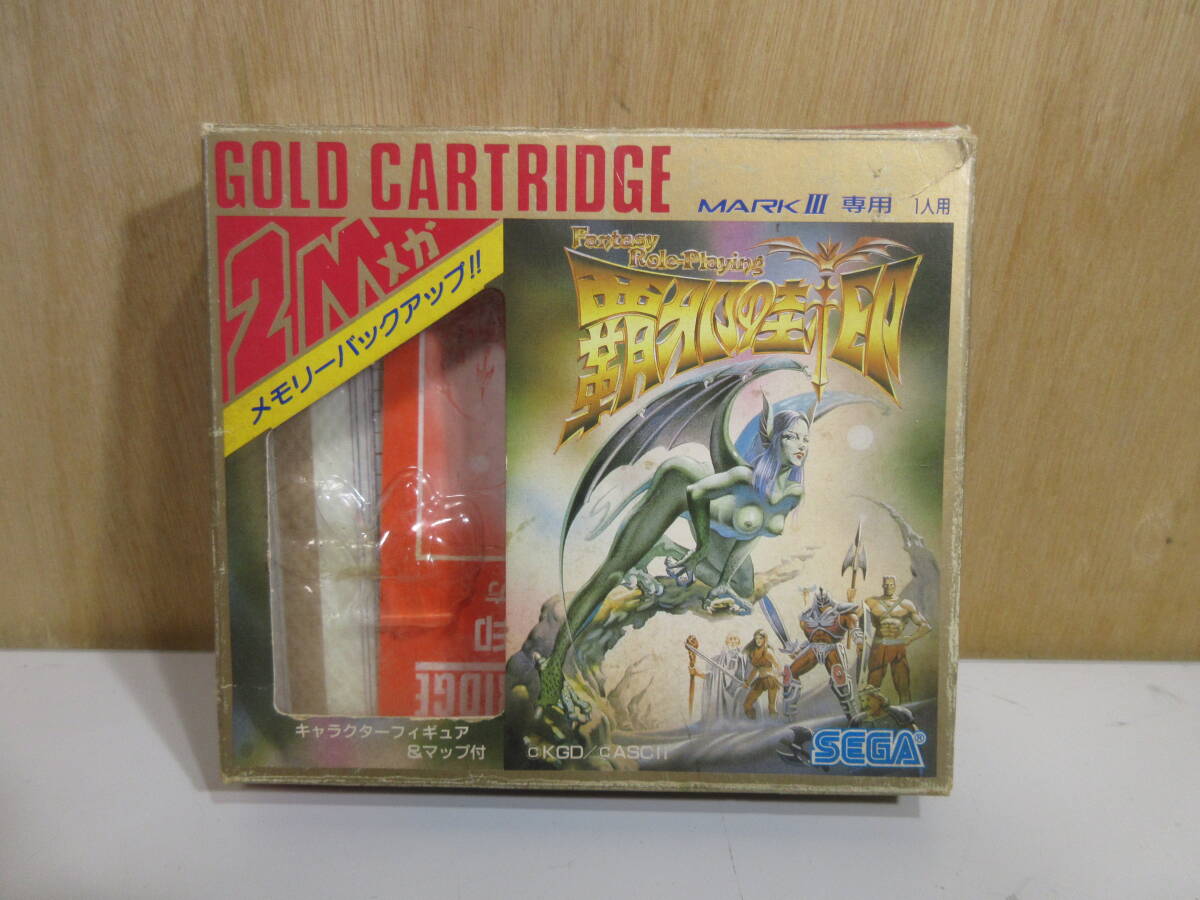 GOLD CARTRIDGE
MARK III 専用 1人用
2Mメガ
メモリーバックアップ!!
Fantasy
Role-Playing
覇邪の封印
印
RIDGE
キャラクターフィギュア
&マップ付
©KGD/©ASCII
SEGA®